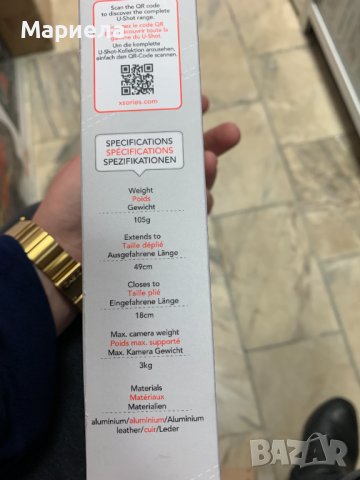 Мариела
Scan the QR code
to discover the complete
U-Shot range.
le code QR
découvrir toute la
gamme du U-Shot.
Um die komplette
U-Shot-Kollektion anzusehen,
einfach den QR-Code scannen.
xsories.com
SPECIFICATIONS
SPÉCIFICATIONS
SPEZIFIKATIONEN
Weight
Poids
Gewicht
105g
Extends to
Taille déplié
Ausgefahrene Länge
49cm
Closes to
Taille plié
Eingefahrene Länge
18cm
Max. camera weight
Poids max. supporté
Max. Kamera Gewicht
3kg
Materials
Matériaux
Materialien
aluminium/aluminium/Aluminium
leather/cuir/Leder
BAZAR